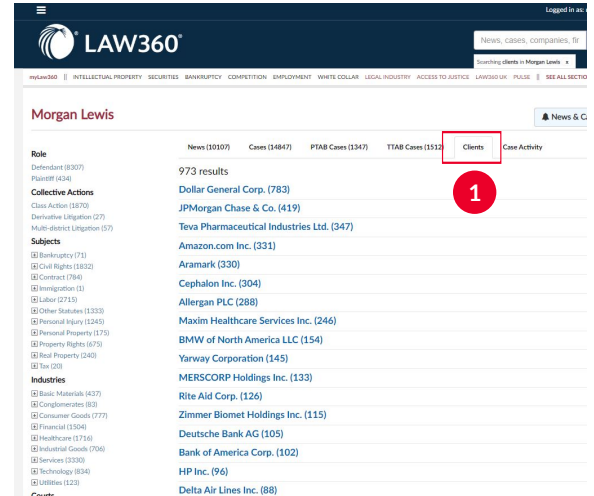 Logged in as:
LAW360®
News, cases, companies, fir
Searching clients in Morgan Lewis x
myLaw360 || INTELLECTUAL PROPERTY SECURITIES BANKRUPTCY COMPETITION EMPLOYMENT WHITE COLLAR LEGAL INDUSTRY ACCESS TO JUSTICE LAW360 UK PULSE || SEE ALL SECTIO
Morgan Lewis
News & Ca
News (10107) Cases (14847) PTAB Cases (1347) TTAB Cases (1512) Clients Case Activity
1
973 results
Dollar General Corp. (783)
JPMorgan Chase & Co. (419)
Teva Pharmaceutical Industries Ltd. (347)
Amazon.com Inc. (331)
Aramark (330)
Cephalon Inc. (304)
Allergan PLC (288)
Maxim Healthcare Services Inc. (246)
BMW of North America LLC (154)
Yarway Corporation (145)
MERSCORP Holdings Inc. (133)
Rite Aid Corp. (126)
Zimmer Biomet Holdings Inc. (115)
Deutsche Bank AG (105)
Bank of America Corp. (102)
HP Inc. (96)
Delta Air Lines Inc. (88)
Role
Defendant (8307)
Plaintiff (434)
Collective Actions
Class Action (1870)
Derivative Litigation (27)
Multi-district Litigation (57)
Subjects
Bankruptcy (71)
Civil Rights (1832)
Contract (784)
Immigration (1)
Labor (2715)
Other Statutes (1333)
Personal Injury (1245)
Personal Property (175)
Property Rights (675)
Real Property (240)
Tax (20)
Industries
Basic Materials (437)
Conglomerates (83)
Consumer Goods (777)
Financial (1504)
Healthcare (1716)
Industrial Goods (706)
Services (3330)
Technology (834)
Utilities (123)
Courts